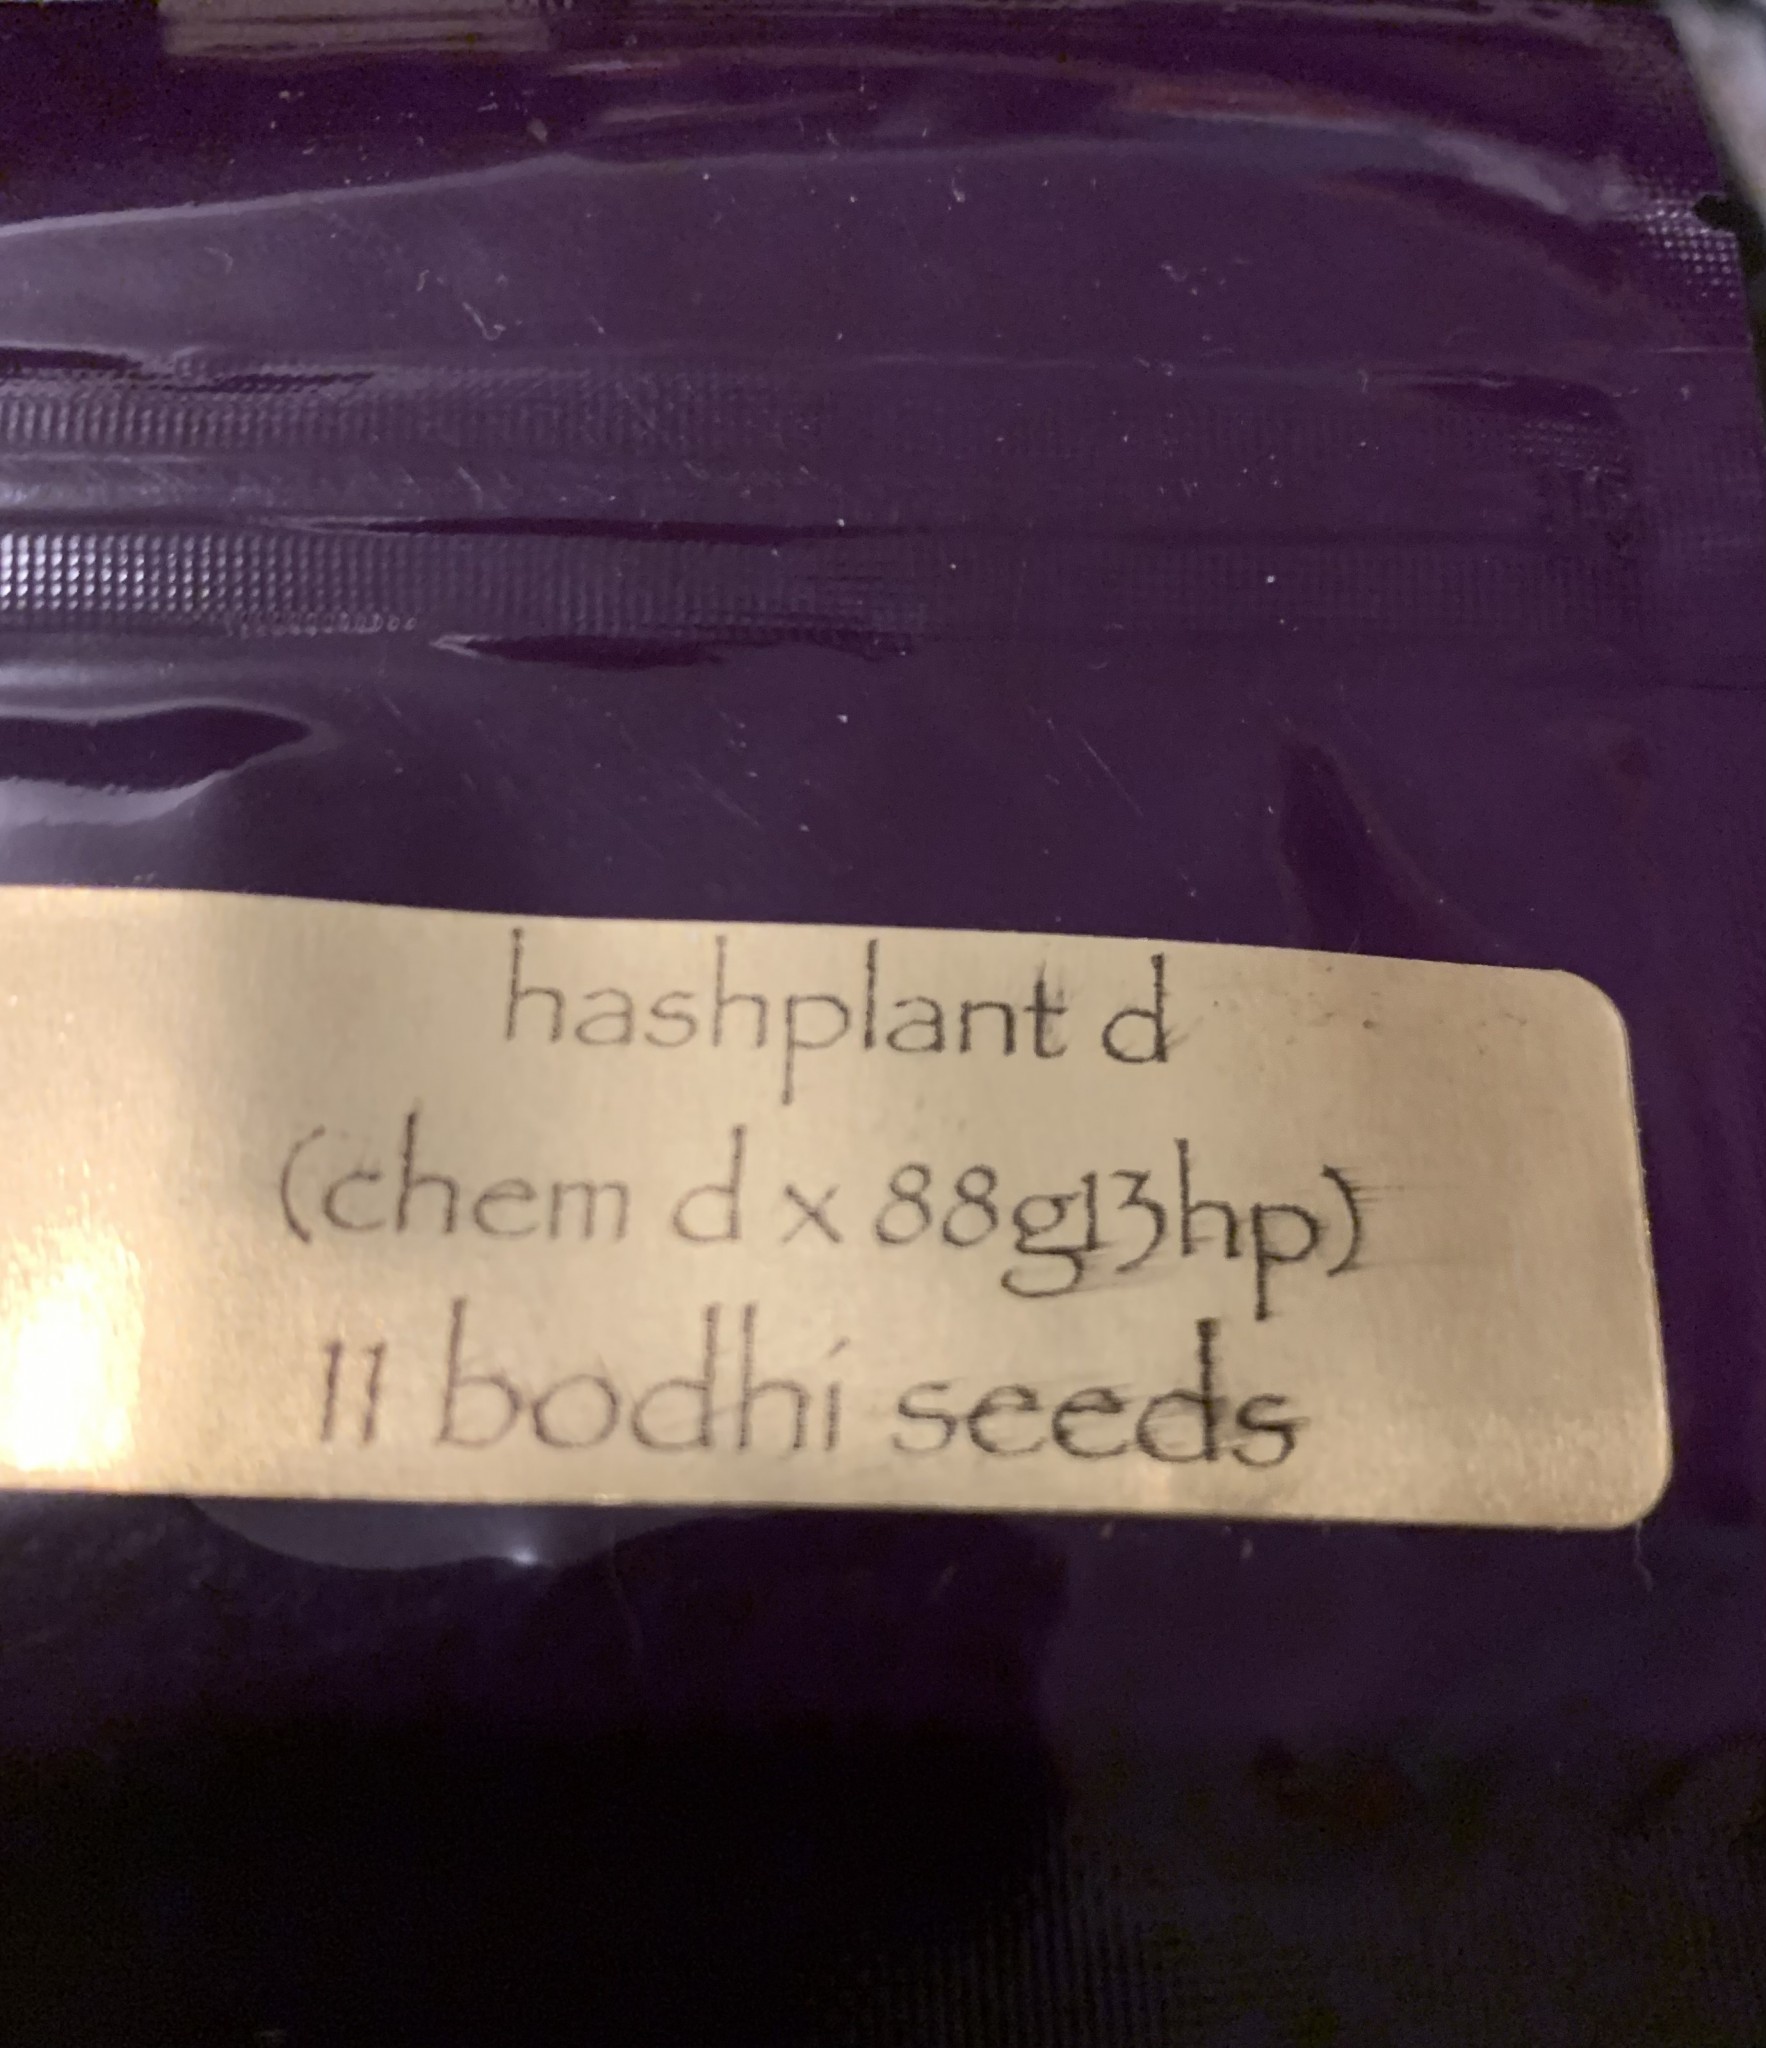 hashplant d
(chem d x 88g13hp)
11 bodhi seeds